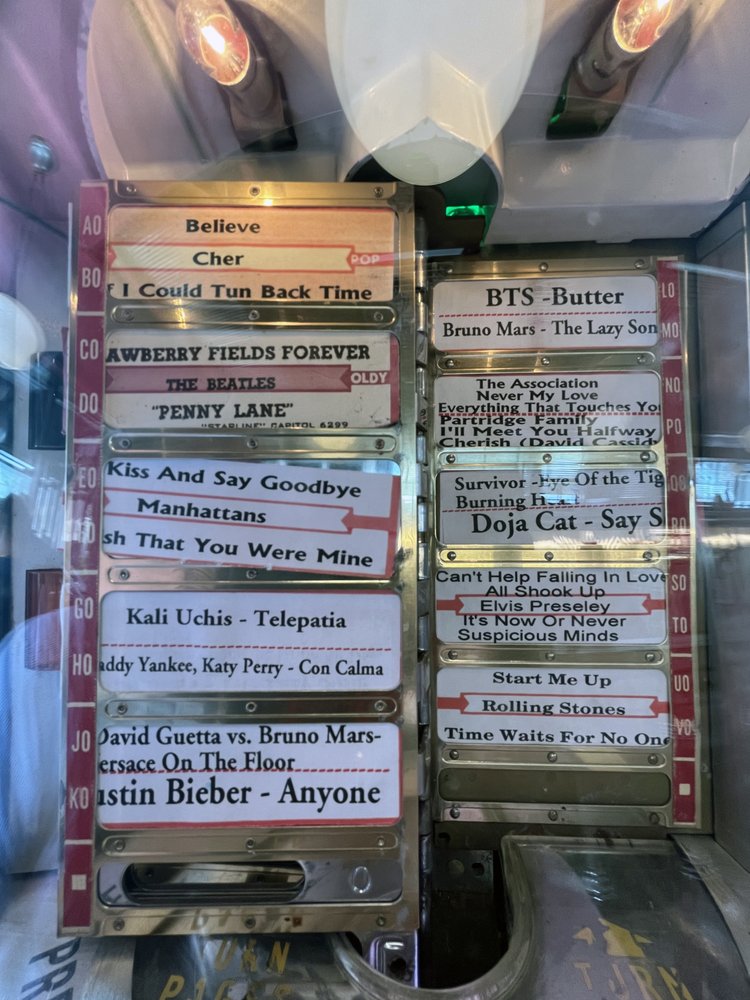 AO
Believe
Cher
POP
BO
f I Could Tun Back Time
CO
AWBERRY FIELDS FOREVER
THE BEATLES
OLDY
DO
"PENNY LANE"
"STARLINE" CAPITOL 6299
EO
Kiss And Say Goodbye
Manhattans
sh That You Were Mine
GO
Kali Uchis - Telepatia
HO
addy Yankee, Katy Perry - Con Calma
JO
David Guetta vs. Bruno Mars-
ersace On The Floor
KO
ustin Bieber - Anyone
LO
BTS -Butter
MO
Bruno Mars - The Lazy Son
NO
The Association
Never My Love
Everything That Touches You
PO
Partridge Family
I'll Meet You Halfway
Cherish (David Cassid
Survivor -Eye Of the Tig
Burning
Doja Cat - Say S
SO
Can't Help Falling In Love
All Shook Up
Elvis Preseley
TO
It's Now Or Never
Suspicious Minds
UO
Start Me Up
Rolling Stones
VO
Time Waits For No One
TURN